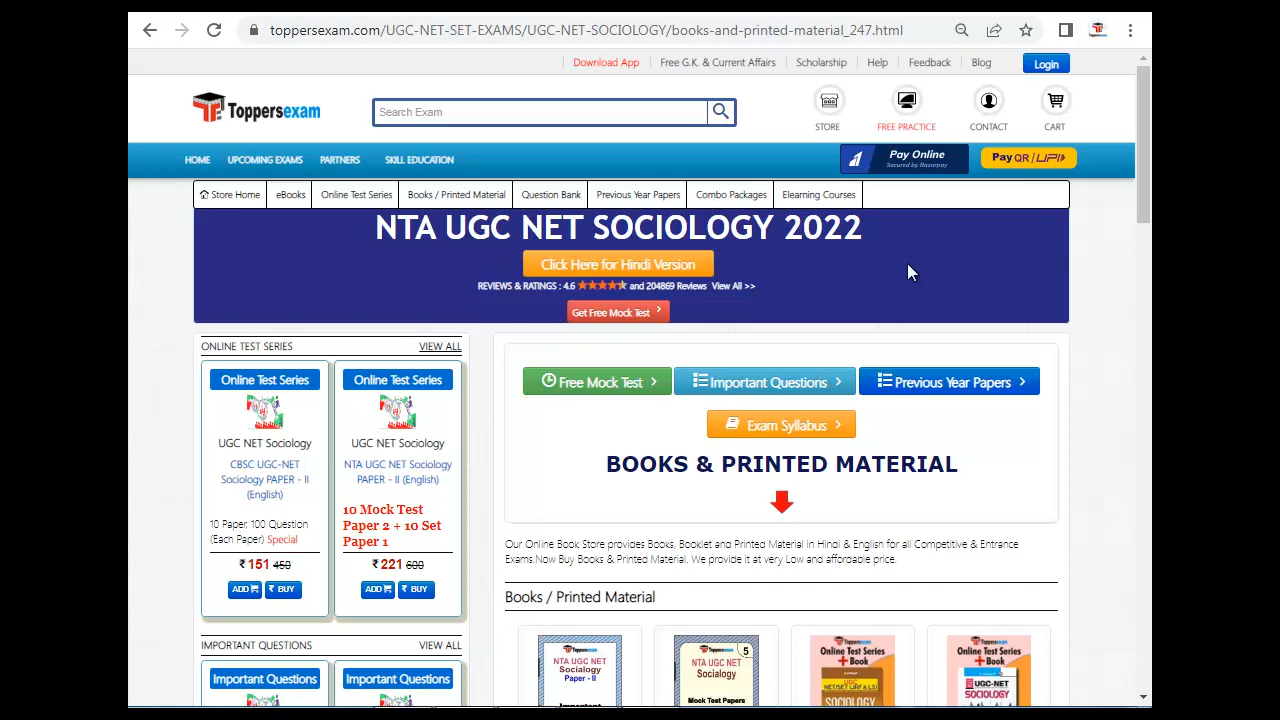 toppersexam.com/UGC-NET-SET-EXAMS/UGC-NET-SOCIOLOGY/books-and-printed-material_247.html
Download App Free G.K. & Current Affairs Scholarship Help Feedback Blog Login
Toppersexam
Search Exam
STORE FREE PRACTICE CONTACT CART
HOME UPCOMING EXAMS PARTNERS SKILL EDUCATION
Pay Online
Secured by Razorpay
Pay QR / UPI
Store Home eBooks Online Test Series Books / Printed Material Question Bank Previous Year Papers Combo Packages Elearning Courses
NTA UGC NET SOCIOLOGY 2022
Click Here for Hindi Version
REVIEWS & RATINGS : 4.6 and 204869 Reviews View All >>
Get Free Mock Test
ONLINE TEST SERIES VIEW ALL
Online Test Series
UGC NET Sociology
CBSC UGC-NET
Sociology PAPER - II
(English)
10 Paper, 100 Question
(Each Paper) Special
₹ 151 450
ADD ₹ BUY
Online Test Series
UGC NET Sociology
NTA UGC NET Sociology
PAPER - II (English)
10 Mock Test
Paper 2 + 10 Set
Paper 1
₹ 221 600
ADD ₹ BUY
IMPORTANT QUESTIONS VIEW ALL
Important Questions Important Questions
Free Mock Test Important Questions Previous Year Papers
Exam Syllabus
BOOKS & PRINTED MATERIAL
Our Online Book Store provides Books, Booklet and Printed Material in Hindi & English for all Competitive & Entrance
Exams.Now Buy Books & Printed Material. We provide it at very Low and affordable price.
Books / Printed Material
Toppersexam
NTA UGC NET
Sociology
Paper - II
Important
Toppersexam
5
NTA UGC NET
Sociology
Mock Test Papers
Toppersexam
Online Test Series
+ Book
UGC
NET/SET (JRF & LS)
SOCIOLOGY
Toppersexam
Online Test Series
+ Book
UGC-NET
SOCIOLOGY